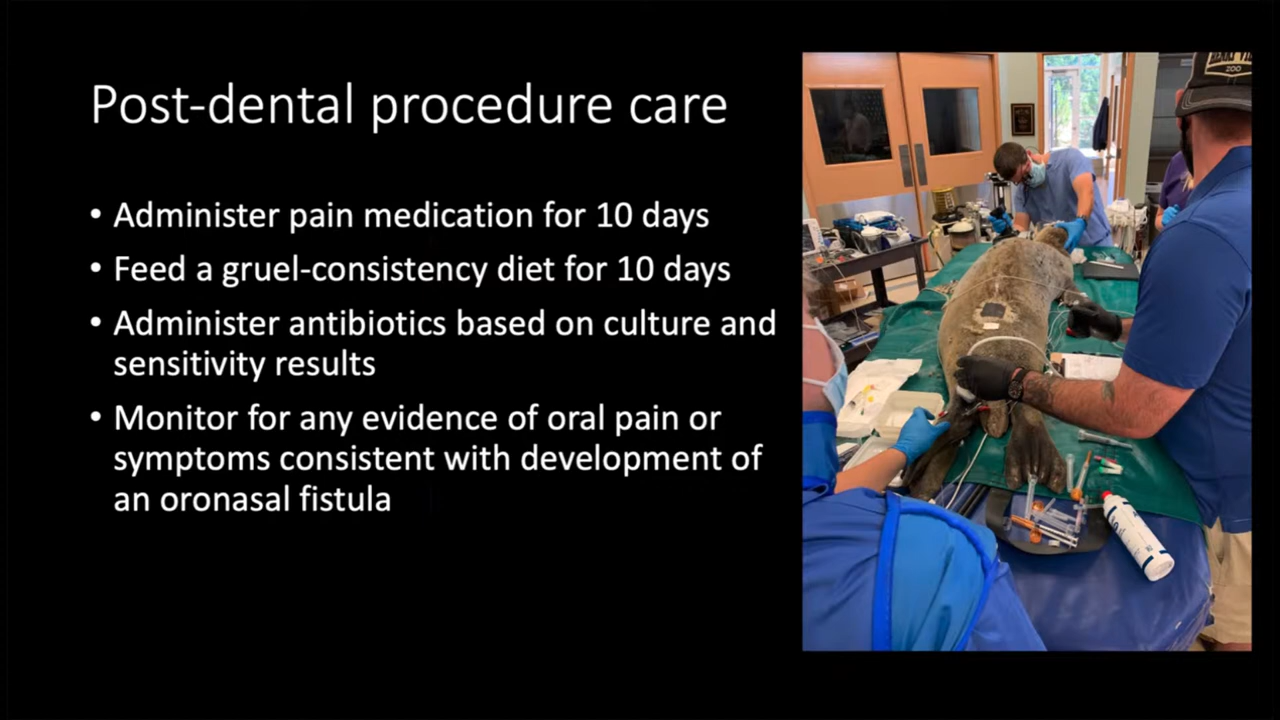 Post-dental procedure care
• Administer pain medication for 10 days
• Feed a gruel-consistency diet for 10 days
• Administer antibiotics based on culture and
sensitivity results
• Monitor for any evidence of oral pain or
symptoms consistent with development of
an oronasal fistula
200